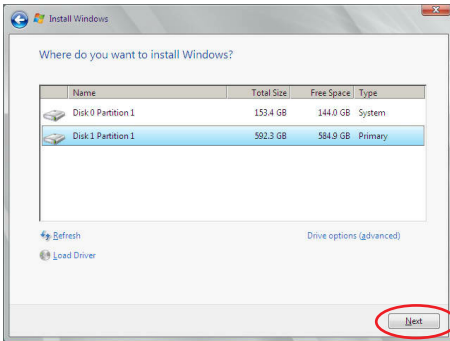 Install Windows
Where do you want to install Windows?
Name Total Size Free Space Type
Disk 0 Partition 1 153.4 GB 144.0 GB System
Disk 1 Partition 1 592.3 GB 584.9 GB Primary
Refresh Drive options (advanced)
Load Driver
Next